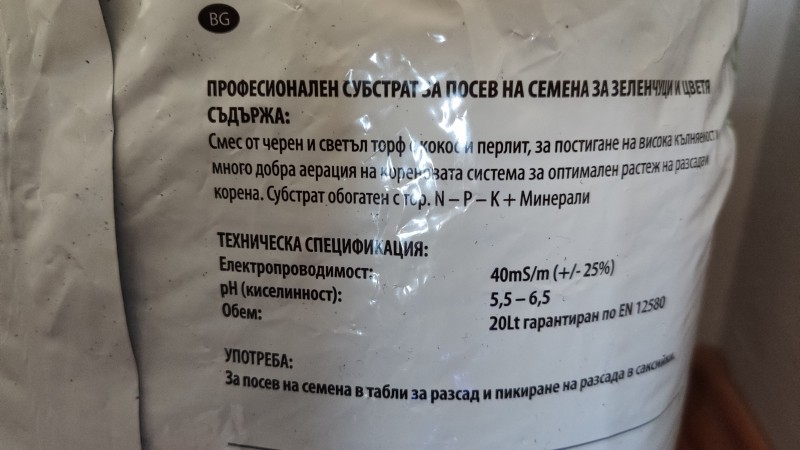 BG
ПРОФЕСИОНАЛЕН СУБСТРАТ ЗА ПОСЕВ НА СЕМЕНА ЗА ЗЕЛЕНЧУЦИ И ЦВЕТЯ
СЪДЪРЖА:
Смес от черен и светъл торф с кокос и перлит, за постигане на висока кълняемост и
много добра аерация на кореновата система за оптимален растеж на разсада и
корена. Субстрат обогатен с тор. N – P – K + Минерали
ТЕХНИЧЕСКА СПЕЦИФИКАЦИЯ:
Електропроводимост: 40mS/m (+/- 25%)
pH (киселинност): 5,5 – 6,5
Обем: 20Lt гарантиран по EN 12580
УПОТРЕБА:
За посев на семена в табли за разсад и пикиране на разсада в саксийки.